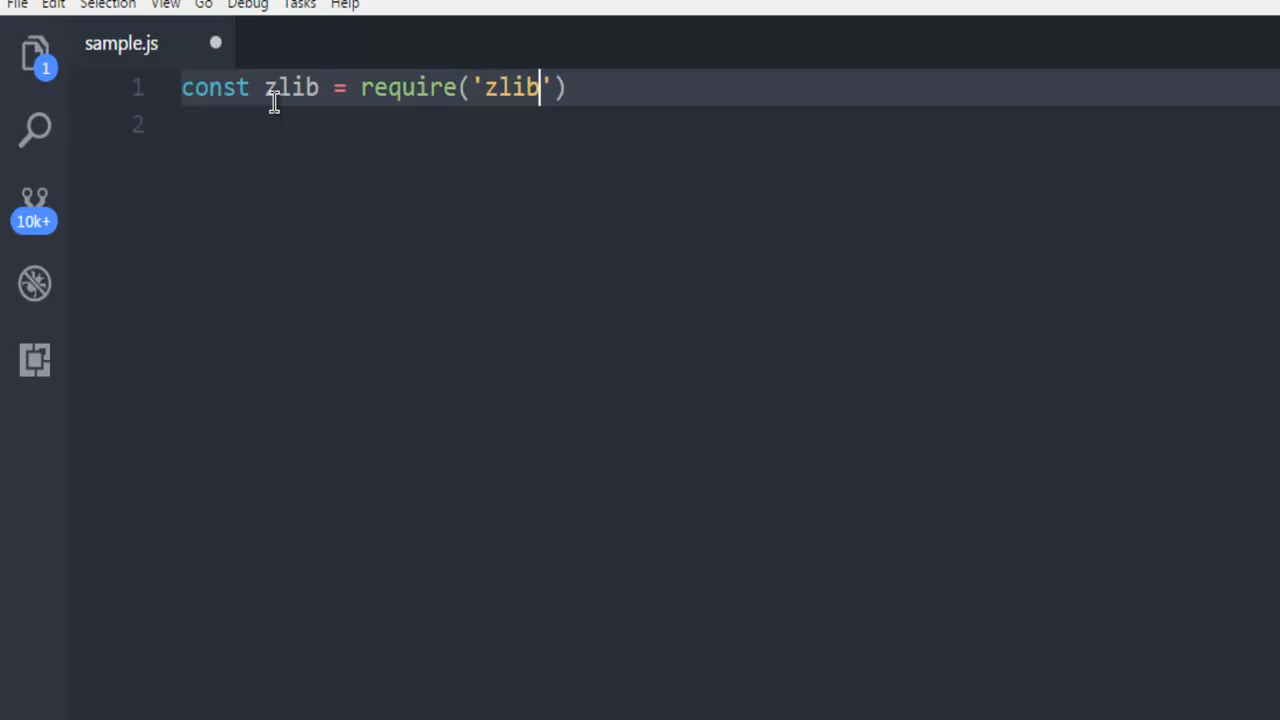 File Edit Selection View Go Debug Tasks Help
sample.js
1
1 const zlib = require('zlib')
2
10k+